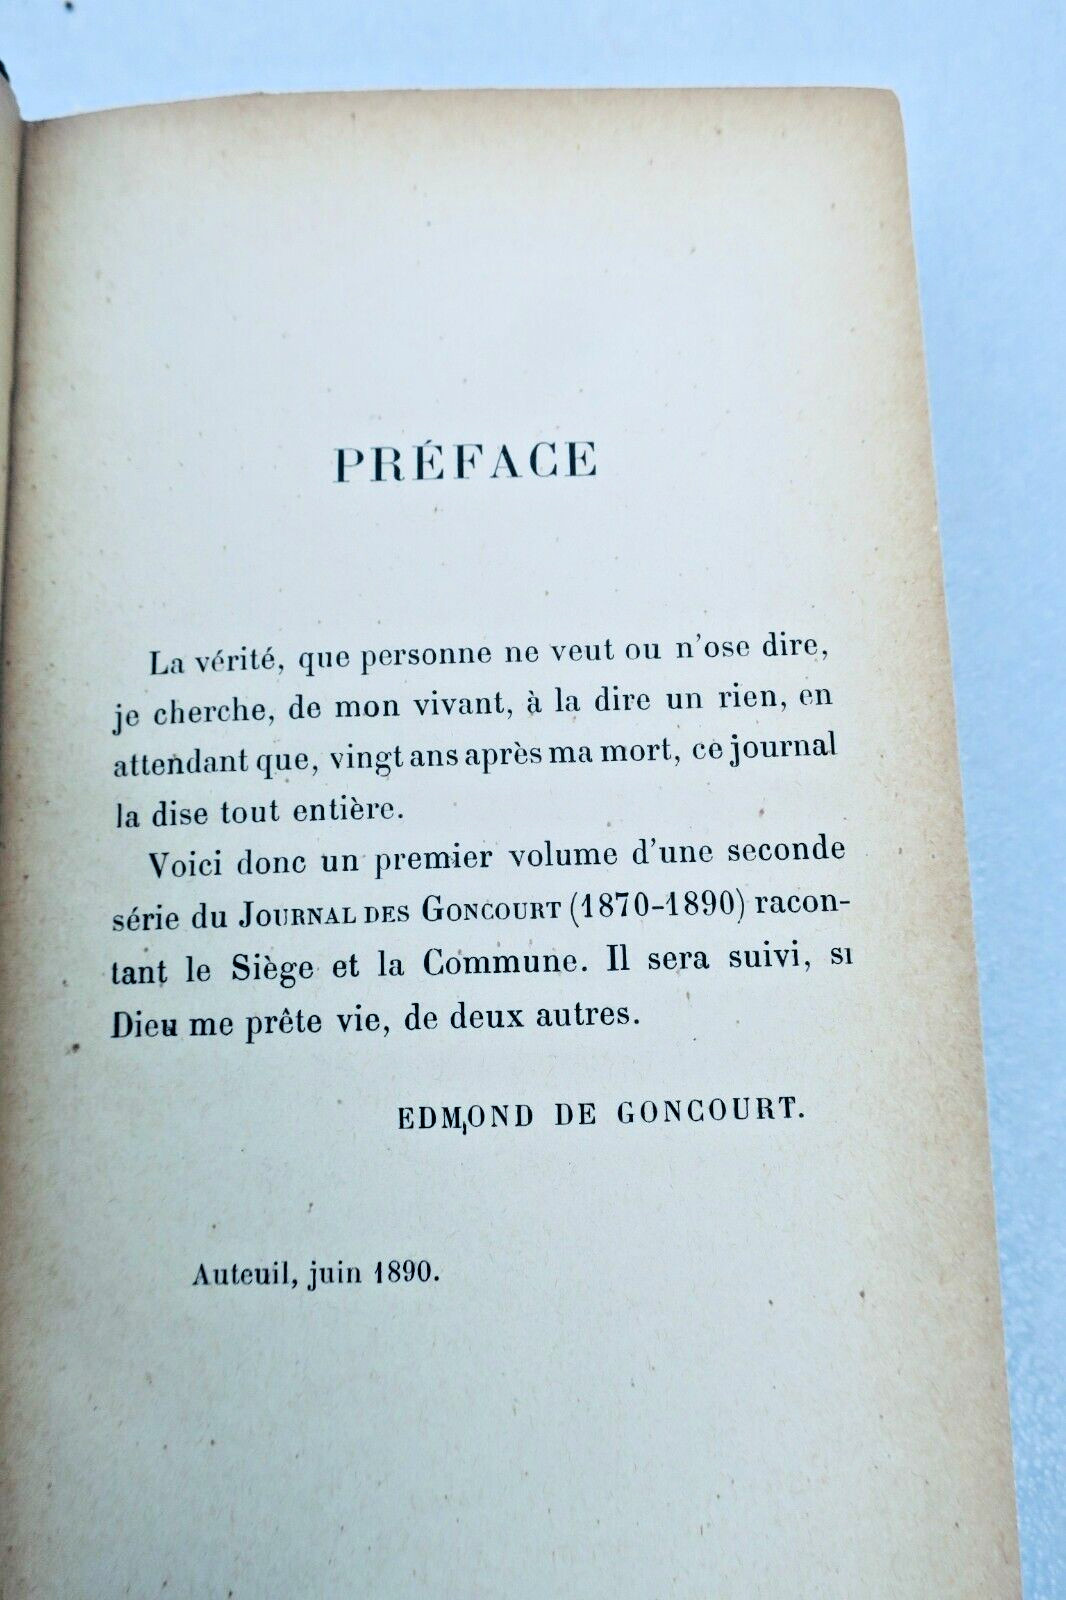 PRÉFACE
La vérité, que personne ne veut ou n'ose dire,
je cherche, de mon vivant, à la dire un rien, en
attendant que, vingt ans après ma mort, ce journal
la dise tout entière.
Voici donc un premier volume d'une seconde
série du JOURNAL DES GONCOURT (1870-1890) racon-
tant le Siège et la Commune. Il sera suivi, si
Dieu me prête vie, de deux autres.
EDMOND DE GONCOURT.
Auteuil, juin 1890.